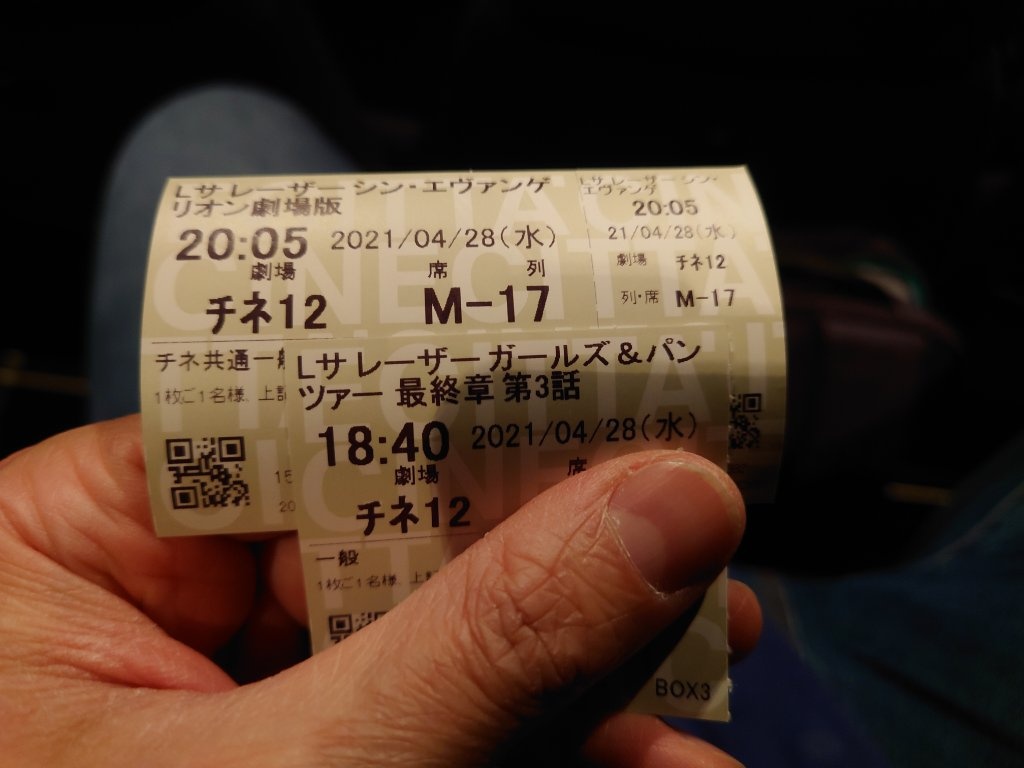 Lサ レーザー シン・エヴァンゲ
リオン劇場版
20:05 2021/04/28(水)
劇場 席 列
チネ12 M-17
チネ共通一般
1枚ご1名様、上
Lサ レーザー シン・
エヴァンゲ
20:05
21/04/28(水)
劇場 チネ12
列・席 M-17
CINECITTA
Lサ レーザー ガールズ&パン
ツァー 最終章 第3話
18:40 2021/04/28(水)
劇場 席
チネ12
一般
1枚ご1名様、上
BOX3